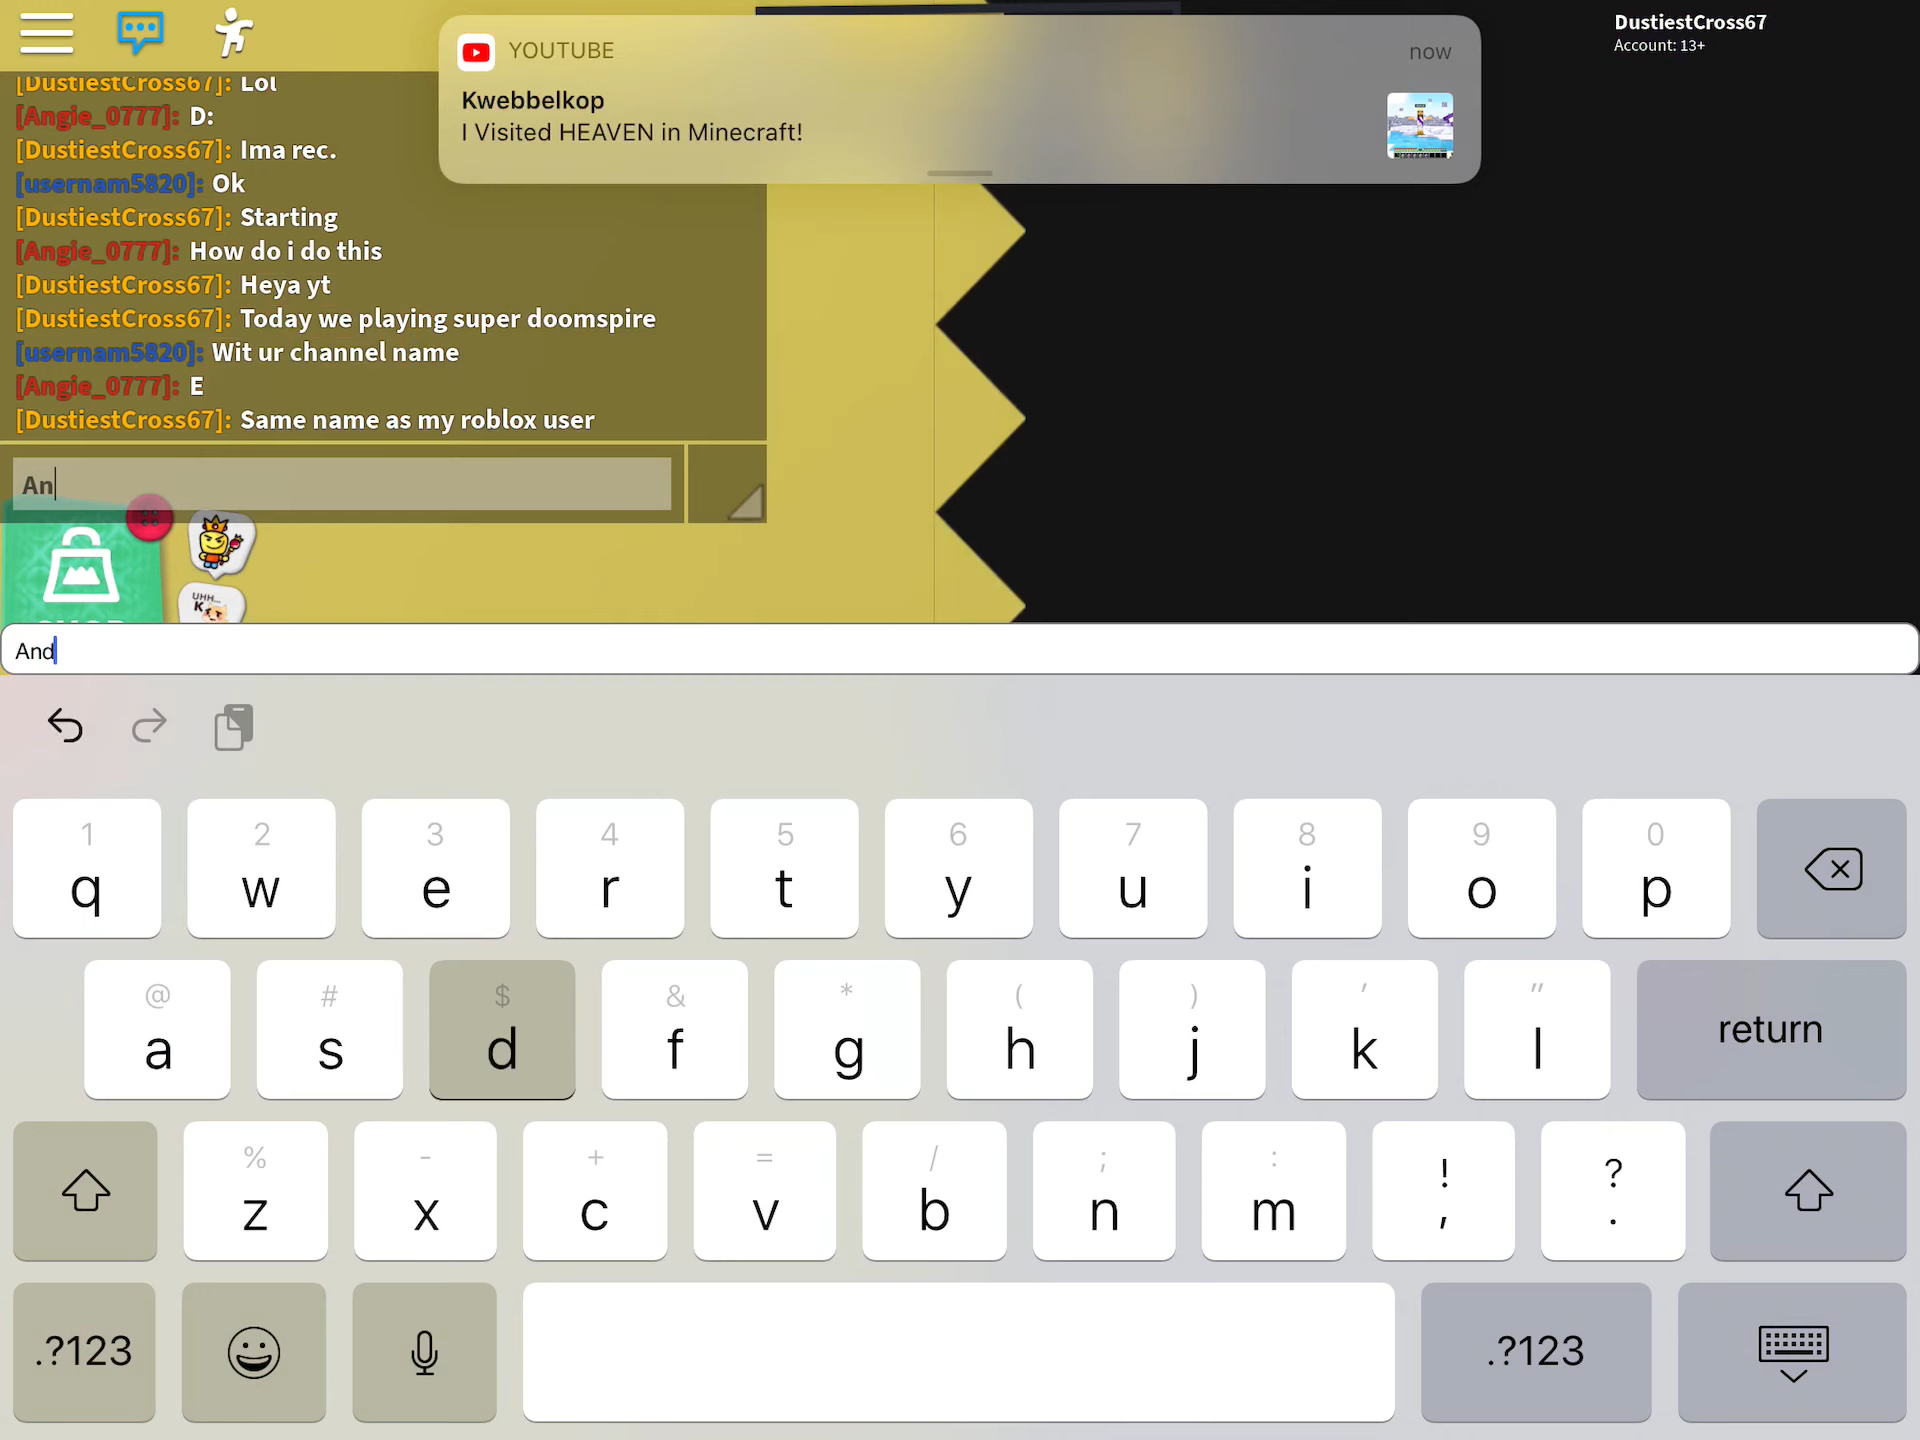 DustiestCross67
Account: 13+
YOUTUBE
now
Kwebbelkop
I Visited HEAVEN in Minecraft!
[DustiestCross67]: Lol
[Angie_0777]: D:
[DustiestCross67]: Ima rec.
[usernam5820]: Ok
[DustiestCross67]: Starting
[Angie_0777]: How do i do this
[DustiestCross67]: Heya yt
[DustiestCross67]: Today we playing super doomspire
[usernam5820]: Wit ur channel name
[Angie_0777]: E
[DustiestCross67]: Same name as my roblox user
An
UHH...
K
And
1 2 3 4 5 6 7 8 9 0
q w e r t y u i o p
@ # $ & * ( ) ' "
a s d f g h j k l return
% - + = / ; : ! ?
z x c v b n m , .
.?123 .?123